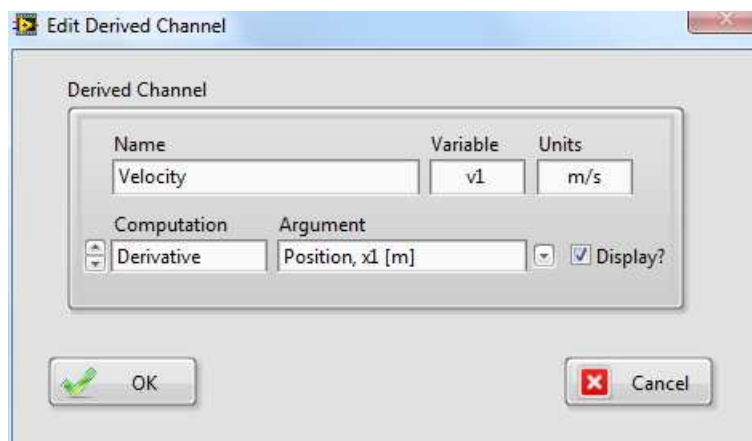 Edit Derived Channel
Derived Channel
Name Variable Units
Velocity v1 m/s
Computation Argument
Derivative Position, x1 [m] Display?
OK Cancel